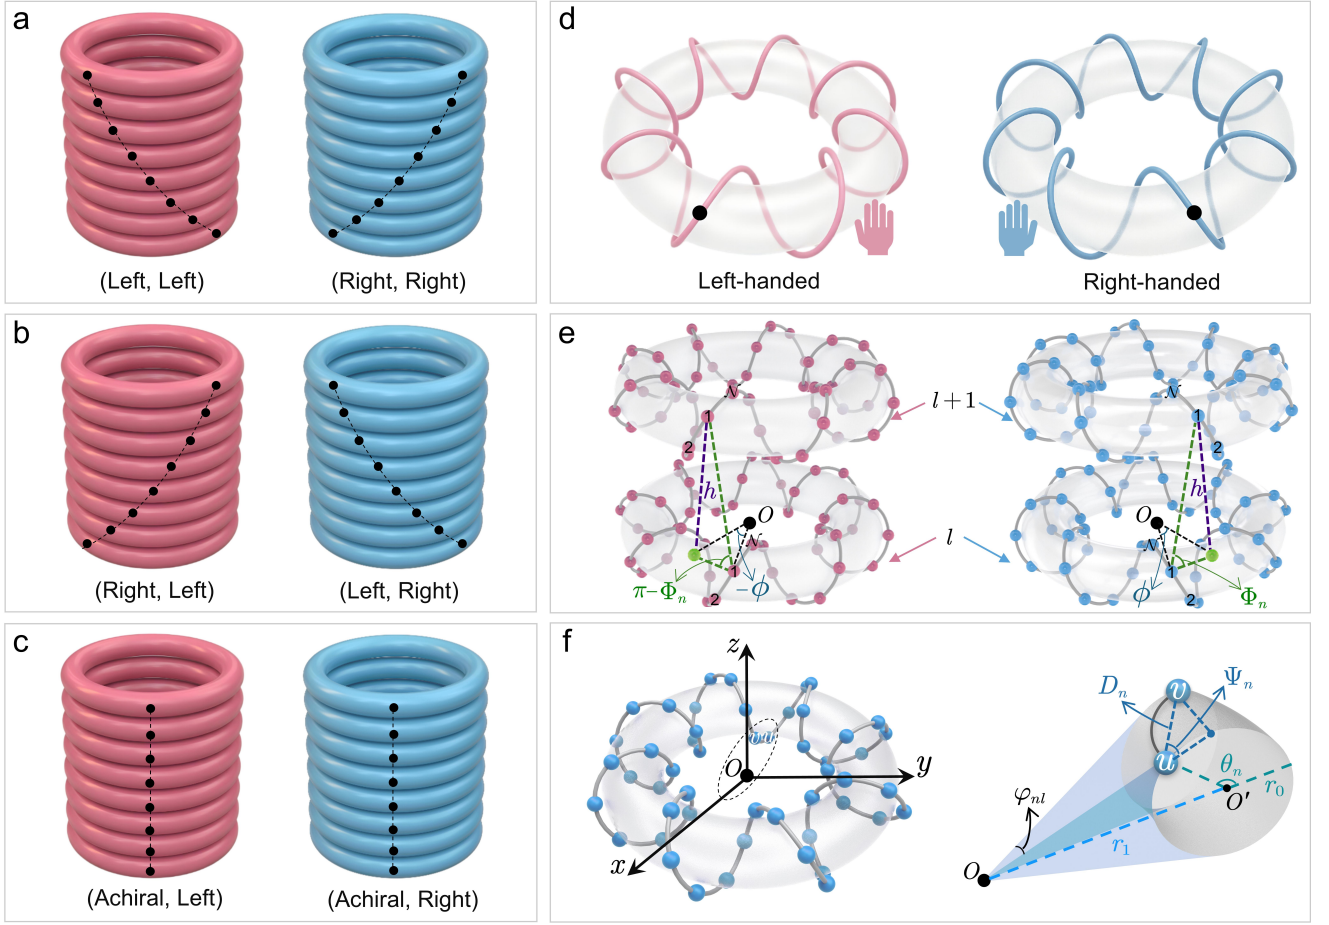 a
(Left, Left)
(Right, Right)
b
(Right, Left)
(Left, Right)
c
(Achiral, Left)
(Achiral, Right)
d
Left-handed
Right-handed
e
N
1
2
h
O
N
1
2
π−Φₙ
−ϕ
l+1
l
N
1
2
h
O
N
1
2
ϕ
Φₙ
f
z
y
x
O
v
u
Dₙ
v
Ψₙ
u
θₙ
r₀
O′
φₙₗ
r₁
O